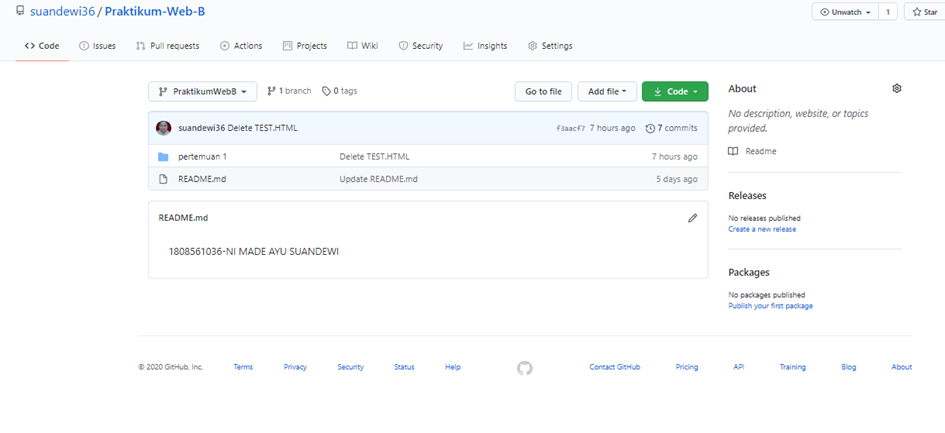 suandewi36 / Praktikum-Web-B
Unwatch 1 Star
Code Issues Pull requests Actions Projects Wiki Security Insights Settings
PraktikumWebB 1 branch 0 tags Go to file Add file Code
suandewi36 Delete TEST.HTML f3aacf7 7 hours ago 7 commits
pertemuan 1 Delete TEST.HTML 7 hours ago
README.md Update README.md 5 days ago
README.md
1808561036-NI MADE AYU SUANDEWI
About
No description, website, or topics
provided.
Readme
Releases
No releases published
Create a new release
Packages
No packages published
Publish your first package
© 2020 GitHub, Inc. Terms Privacy Security Status Help Contact GitHub Pricing API Training Blog About